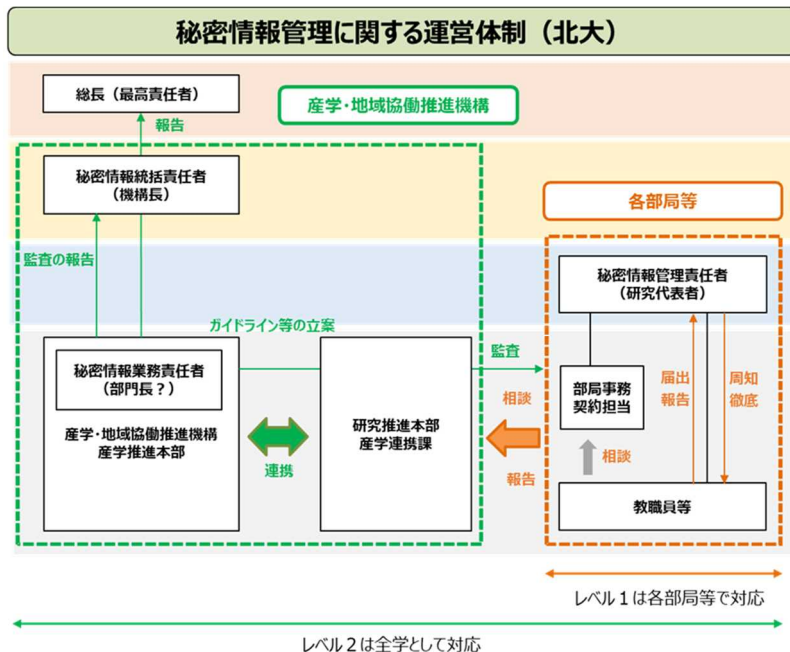 秘密情報管理に関する運営体制（北大）
総長（最高責任者）
産学・地域協働推進機構
報告
秘密情報統括責任者
（機構長）
各部局等
監査の報告
秘密情報管理責任者
（研究代表者）
ガイドライン等の立案
秘密情報業務責任者
（部門長？）
産学・地域協働推進機構
産学推進本部
連携
研究推進本部
産学連携課
監査
相談
報告
部局事務
契約担当
届出
報告
周知
徹底
相談
教職員等
レベル１は各部局等で対応
レベル２は全学として対応